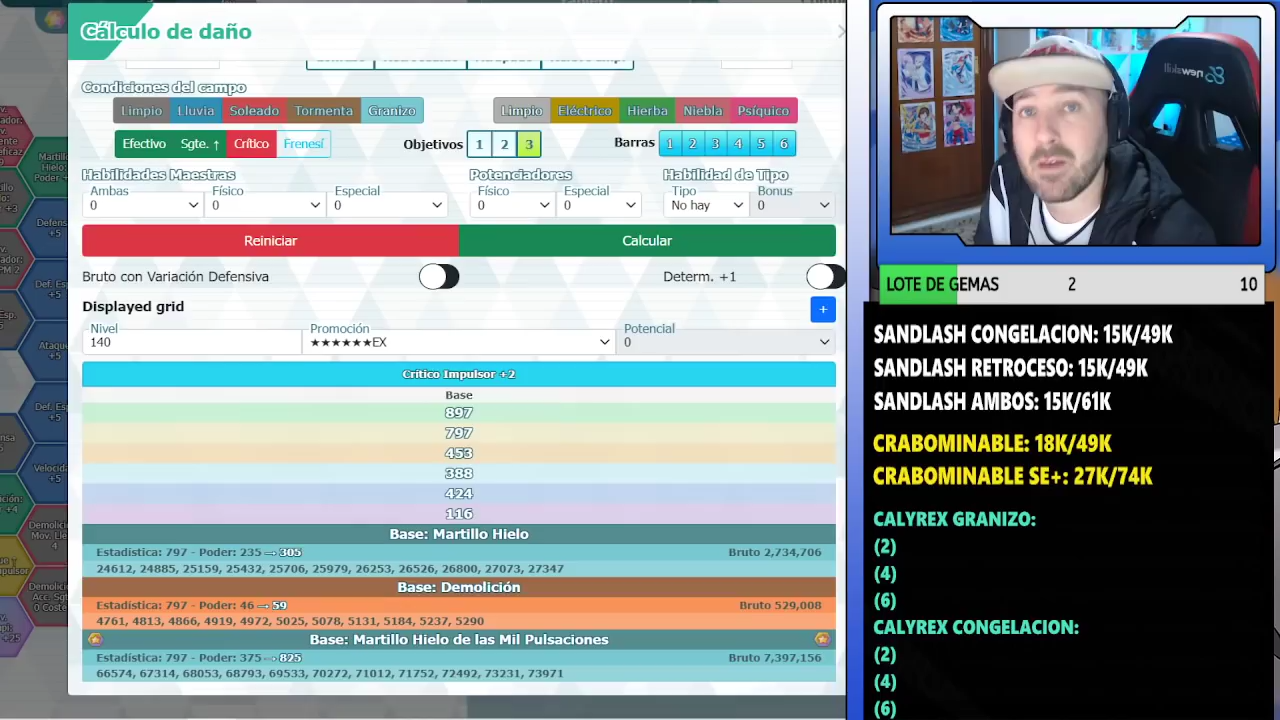 Cálculo de daño
Condiciones del campo
Limpio Lluvia Soleado Tormenta Granizo
Limpio Eléctrico Hierba Niebla Psíquico
Efectivo Sgte. ↑ Crítico Frenesí
Objetivos 1 2 3
Barras 1 2 3 4 5 6
Habilidades Maestras
Potenciadores
Habilidad de Tipo
Ambas Físico Especial
Físico Especial
Tipo Bonus
0 0 0
0 0
No hay 0
Reiniciar
Calcular
Bruto con Variación Defensiva
Determ. +1
Displayed grid
+
Nivel Promoción Potencial
140 ★★★★★★EX 0
Crítico Impulsor +2
Base
897
797
453
388
424
116
Base: Martillo Hielo
Estadística: 797 - Poder: 235 → 305 Bruto 2,734,706
24612, 24885, 25159, 25432, 25706, 25979, 26253, 26526, 26800, 27073, 27347
Base: Demolición
Estadística: 797 - Poder: 46 → 59 Bruto 529,008
4761, 4813, 4866, 4919, 4972, 5025, 5078, 5131, 5184, 5237, 5290
Base: Martillo Hielo de las Mil Pulsaciones
Estadística: 797 - Poder: 375 → 825 Bruto 7,397,156
66574, 67314, 68053, 68793, 69533, 70272, 71012, 71752, 72492, 73231, 73971
newskill
LOTE DE GEMAS 2 10
SANDLASH CONGELACION: 15K/49K
SANDLASH RETROCESO: 15K/49K
SANDLASH AMBOS: 15K/61K
CRABOMINABLE: 18K/49K
CRABOMINABLE SE+: 27K/74K
CALYREX GRANIZO:
(2)
(4)
(6)
CALYREX CONGELACION:
(2)
(4)
(6)